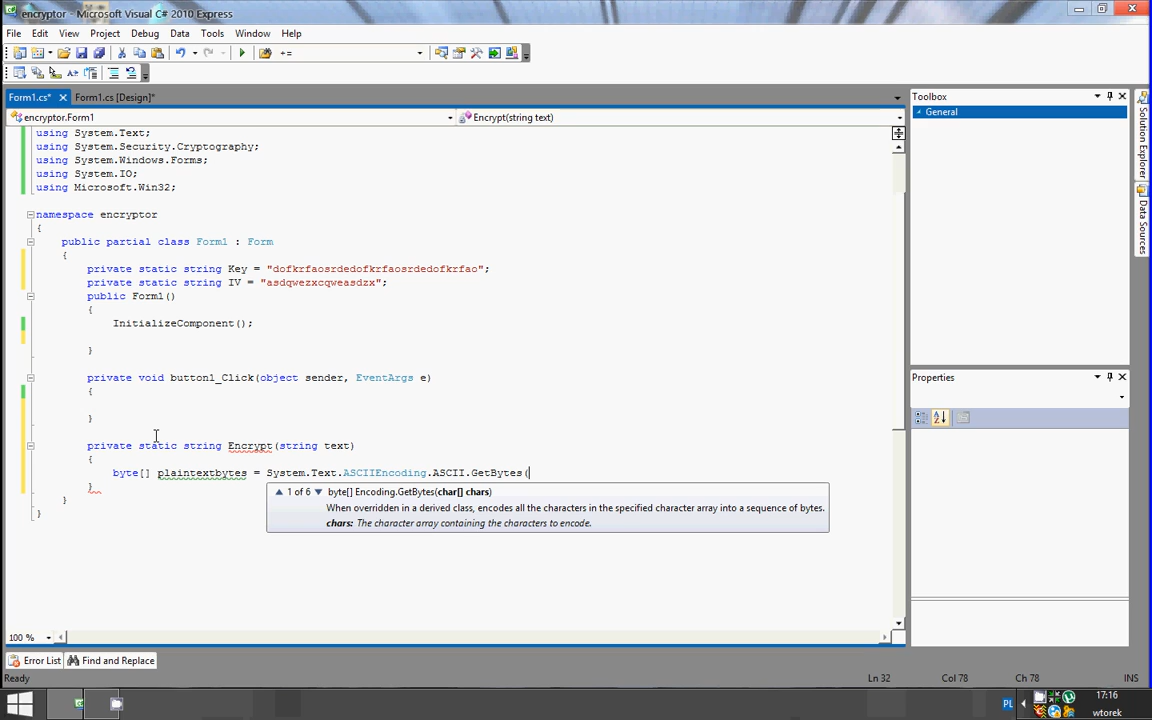 encryptor - Microsoft Visual C# 2010 Express
File Edit View Project Debug Data Tools Window Help
Form1.cs* Form1.cs [Design]* Toolbox
encryptor.Form1 Encrypt(string text) General
using System.Text;
using System.Security.Cryptography;
using System.Windows.Forms;
using System.IO;
using Microsoft.Win32;
namespace encryptor
{
public partial class Form1 : Form
{
private static string Key = "dofkrfaosrdedofkrfaosrdedofkrfao";
private static string IV = "asdqwezxcqweasdzx";
public Form1()
{
InitializeComponent();
}
private void button1_Click(object sender, EventArgs e)
{
}
private static string Encrypt(string text)
{
byte[] plaintextbytes = System.Text.ASCIIEncoding.ASCII.GetBytes(
}
}
}
1 of 6 byte[] Encoding.GetBytes(char[] chars)
When overridden in a derived class, encodes all the characters in the specified character array into a sequence of bytes.
chars: The character array containing the characters to encode.
Properties
Solution Explorer
Data Sources
100 %
Error List Find and Replace
Ready Ln 32 Col 78 Ch 78 INS
PL 17:16
wtorek